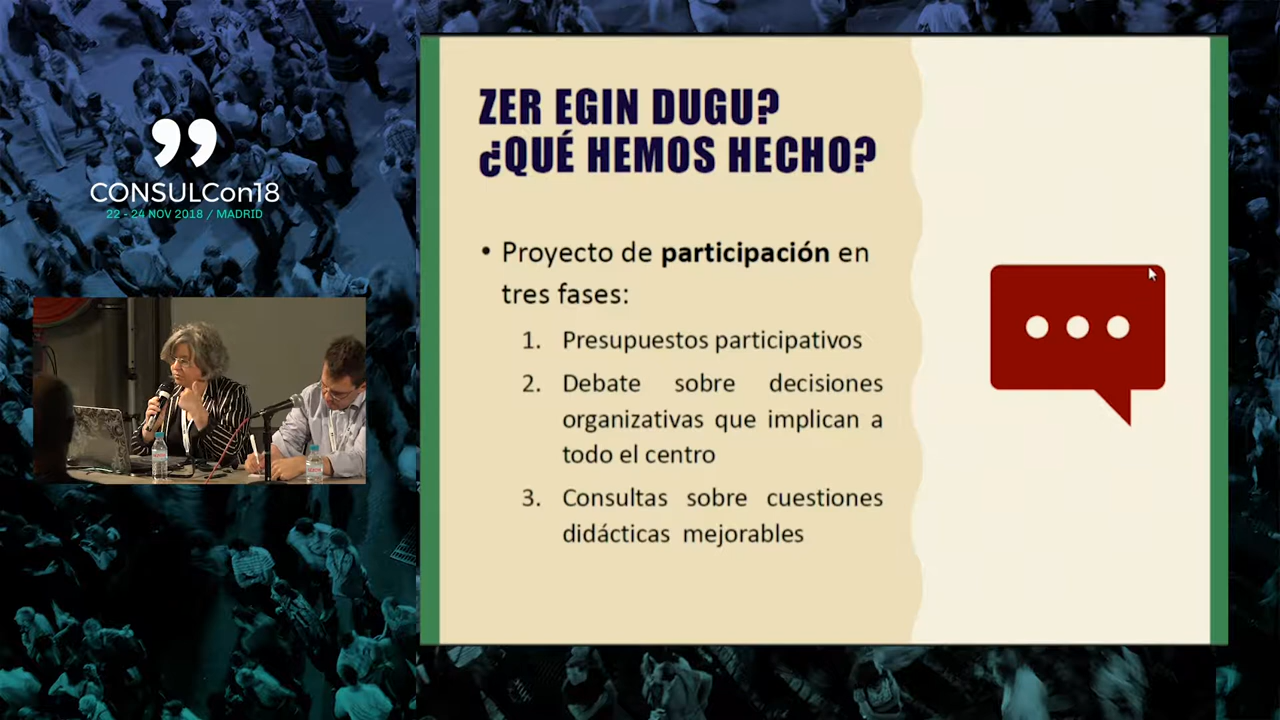 CONSULCon18
22 - 24 NOV 2018 / MADRID
ZER EGIN DUGU?
¿QUÉ HEMOS HECHO?
• Proyecto de participación en
tres fases:
1. Presupuestos participativos
2. Debate sobre decisiones
organizativas que implican a
todo el centro
3. Consultas sobre cuestiones
didácticas mejorables